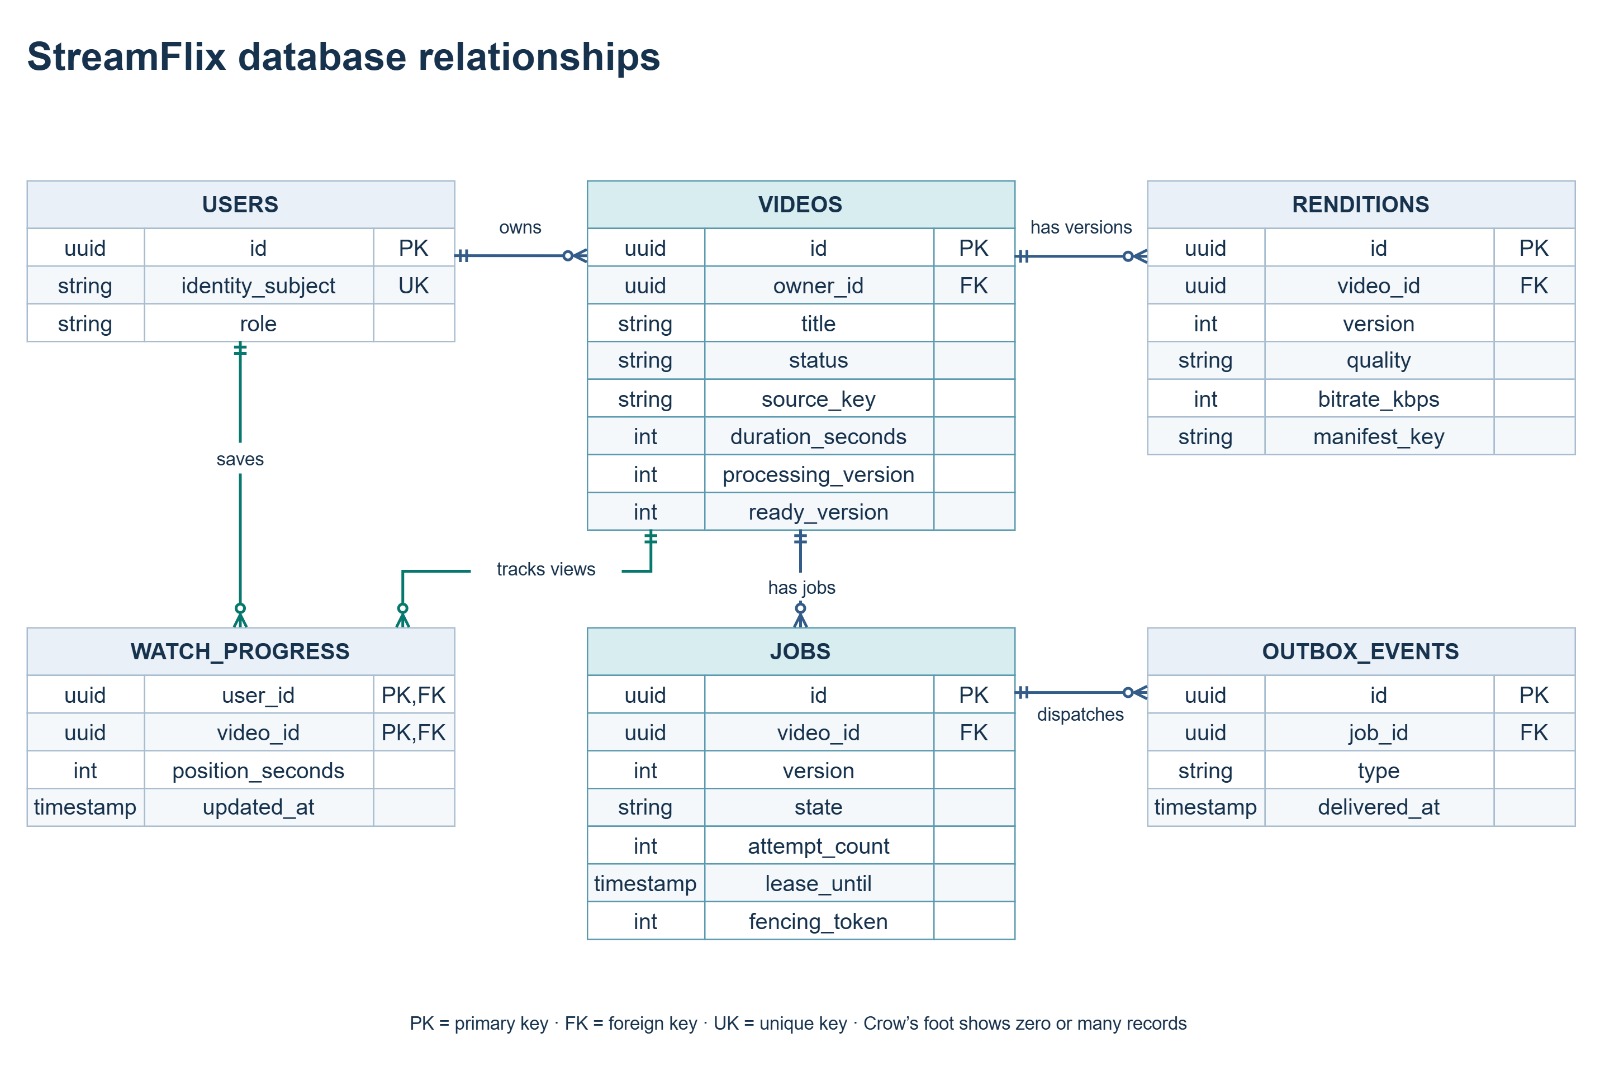 StreamFlix database relationships
USERS
uuid id PK
string identity_subject UK
string role
owns
VIDEOS
uuid id PK
uuid owner_id FK
string title
string status
string source_key
int duration_seconds
int processing_version
int ready_version
has versions
RENDITIONS
uuid id PK
uuid video_id FK
int version
string quality
int bitrate_kbps
string manifest_key
saves
tracks views
has jobs
WATCH_PROGRESS
uuid user_id PK,FK
uuid video_id PK,FK
int position_seconds
timestamp updated_at
JOBS
uuid id PK
uuid video_id FK
int version
string state
int attempt_count
timestamp lease_until
int fencing_token
dispatches
OUTBOX_EVENTS
uuid id PK
uuid job_id FK
string type
timestamp delivered_at
PK = primary key · FK = foreign key · UK = unique key · Crow’s foot shows zero or many records